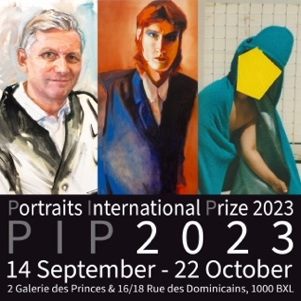 Portraits International Prize 2023
PIP 2023
14 September - 22 October
2 Galerie des Princes & 16/18 Rue des Dominicains, 1000 BXL